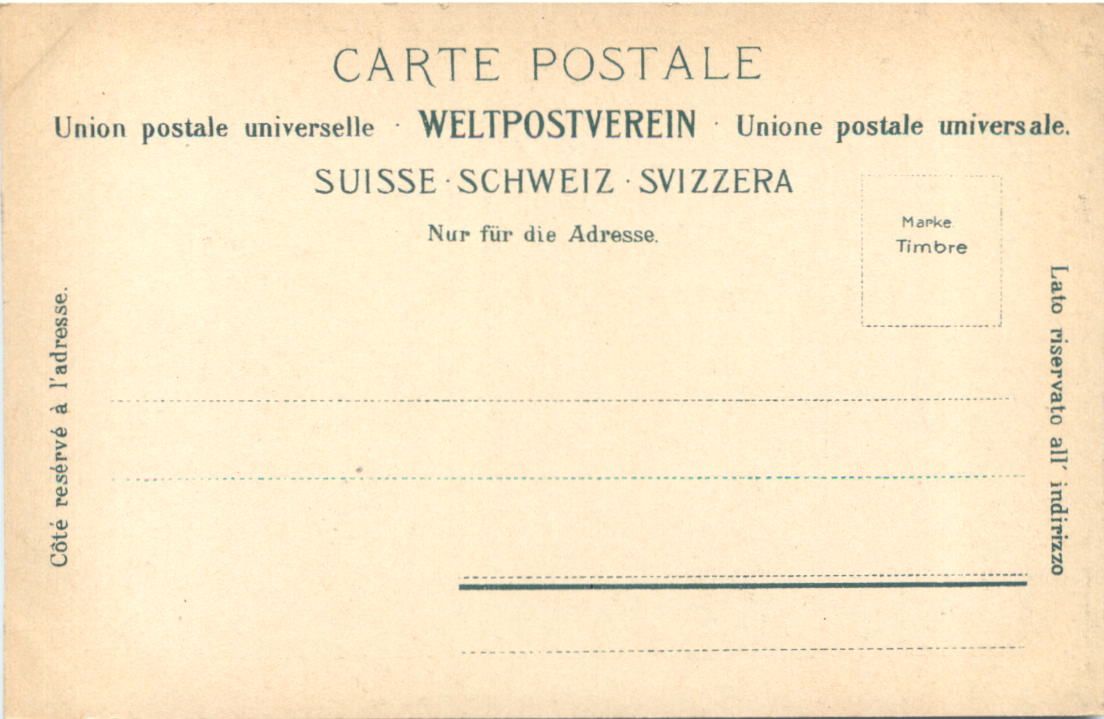 CARTE POSTALE
Union postale universelle · WELTPOSTVEREIN · Unione postale universale.
SUISSE · SCHWEIZ · SVIZZERA
Nur für die Adresse.
Marke
Timbre
Côté resérvé à l'adresse.
Lato riservato all' indirizzo